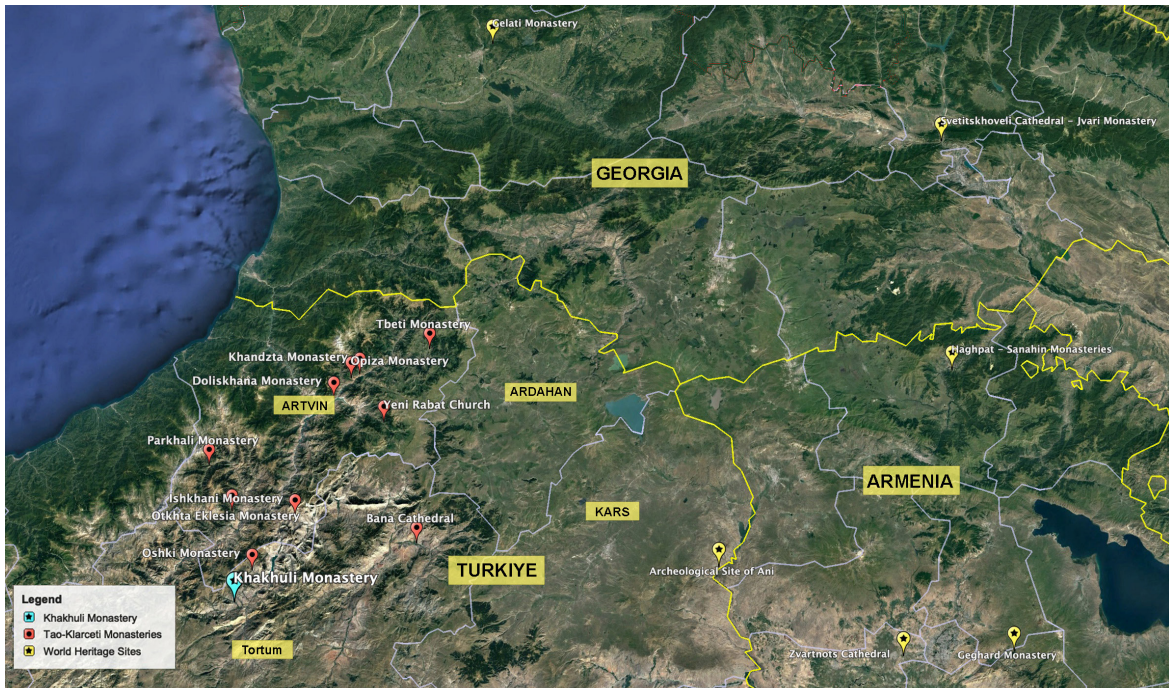 Gelati Monastery
Svetitskhoveli Cathedral - Jvari Monastery
GEORGIA
Tbeti Monastery
Khandzta Monastery
Opiza Monastery
Haghpat - Sanahin Monasteries
Doliskhana Monastery
ARDAHAN
ARTVIN
Yeni Rabat Church
Parkhali Monastery
ARMENIA
Ishkhani Monastery
Otkhta Eklesia Monastery
KARS
Bana Cathedral
Oshki Monastery
TURKIYE
Archeological Site of Ani
Khakhuli Monastery
Legend
Khakhuli Monastery
Tao-Klarceti Monasteries
World Heritage Sites
Tortum
Zvartnots Cathedral
Geghard Monastery